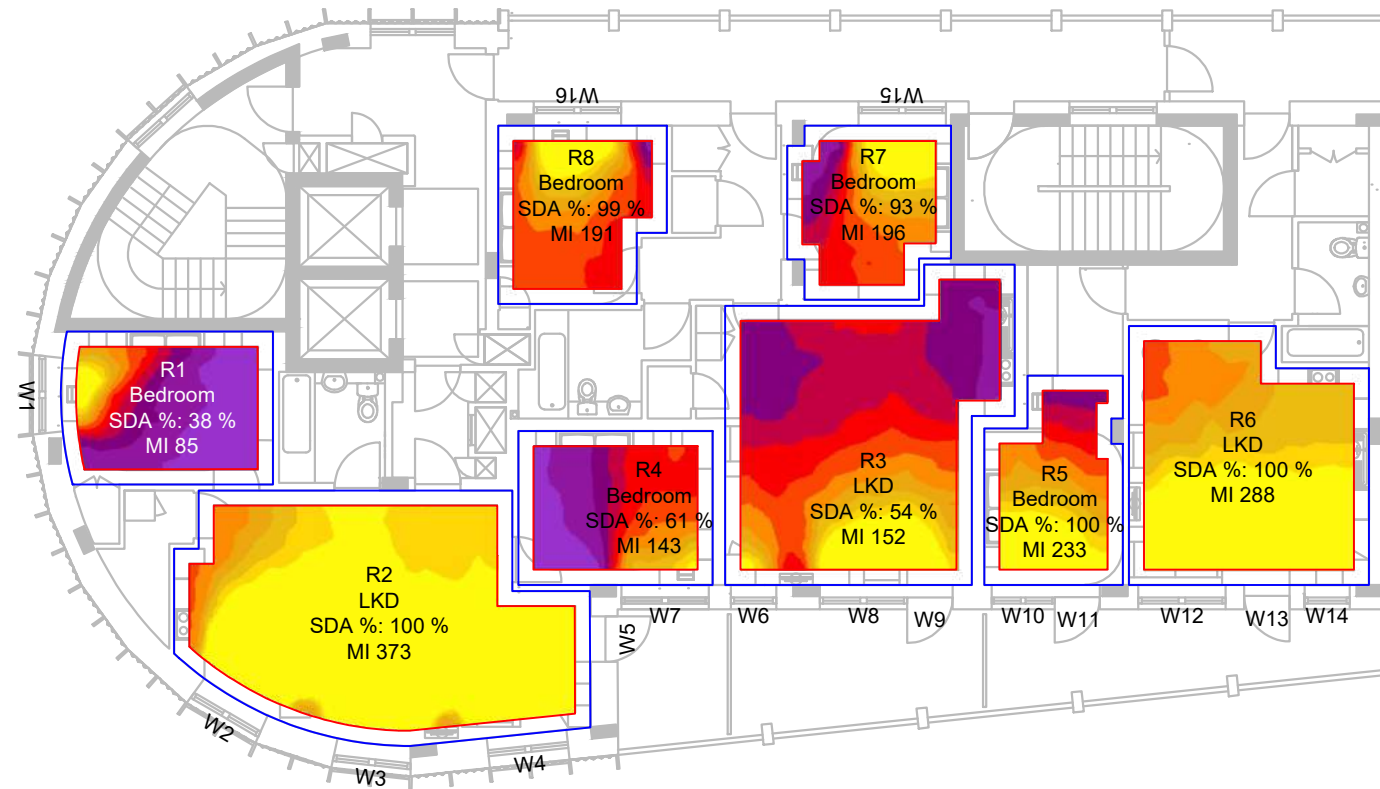 W16
W15
R8
Bedroom
SDA %: 99 %
MI 191
R7
Bedroom
SDA %: 93 %
MI 196
R1
Bedroom
SDA %: 38 %
MI 85
W1
R2
LKD
SDA %: 100 %
MI 373
R4
Bedroom
SDA %: 61 %
MI 143
R3
LKD
SDA %: 54 %
MI 152
R5
Bedroom
SDA %: 100 %
MI 233
R6
LKD
SDA %: 100 %
MI 288
W7
W6
W8
W9
W10
W11
W12
W13
W14
W5
W2
W3
W4